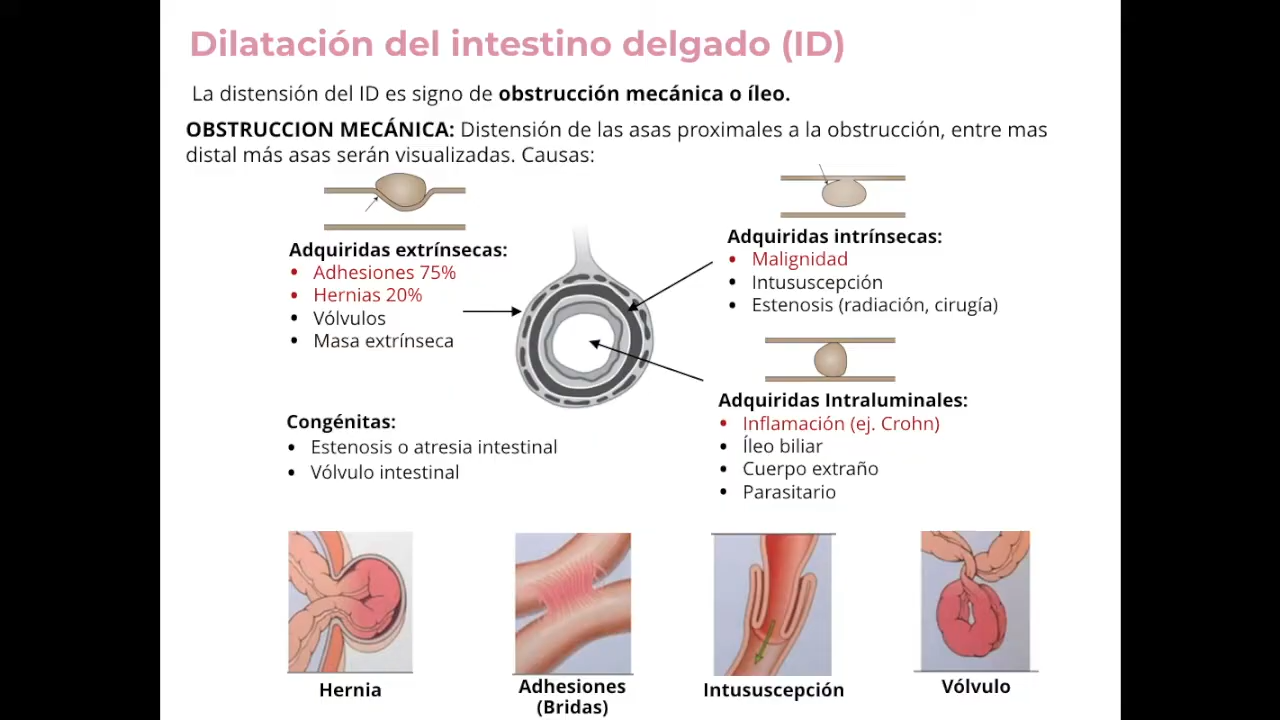 Dilatación del intestino delgado (ID)
La distensión del ID es signo de obstrucción mecánica o íleo.
OBSTRUCCION MECÁNICA: Distensión de las asas proximales a la obstrucción, entre mas
distal más asas serán visualizadas. Causas:
Adquiridas extrínsecas:
• Adhesiones 75%
• Hernias 20%
• Vólvulos
• Masa extrínseca
Adquiridas intrínsecas:
• Malignidad
• Intususcepción
• Estenosis (radiación, cirugía)
Congénitas:
• Estenosis o atresia intestinal
• Vólvulo intestinal
Adquiridas Intraluminales:
• Inflamación (ej. Crohn)
• Íleo biliar
• Cuerpo extraño
• Parasitario
Hernia
Adhesiones
(Bridas)
Intususcepción
Vólvulo